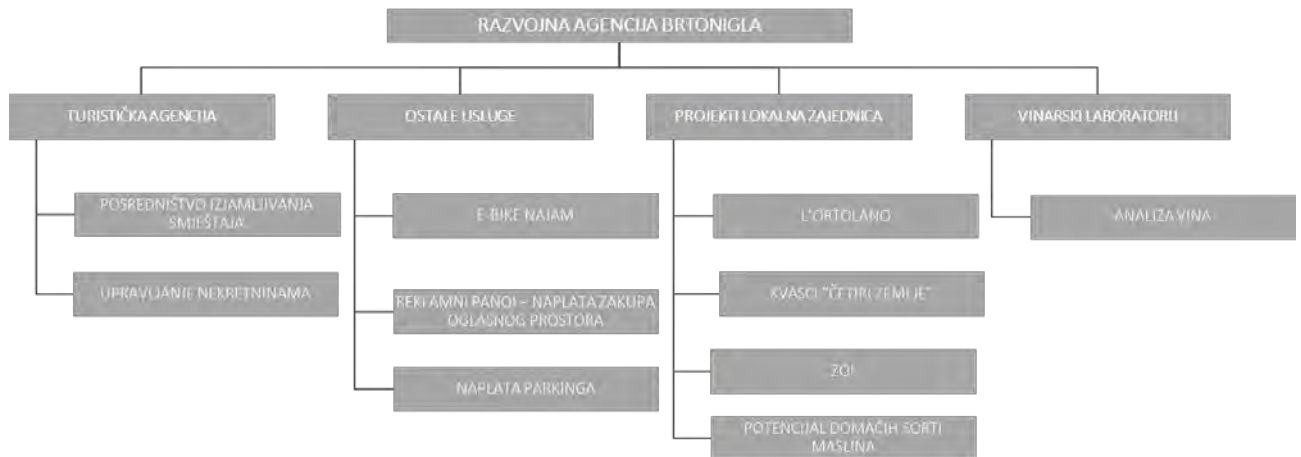 RAZVOJNA AGENCIJA BRTONIGLA
TURISTIČKA AGENCIJA
OSTALE USLUGE
PROJEKTI LOKALNA ZAJEDNICA
VINARSKI LABORATORIJ
POSREDNIŠTVO IZJAMLJIVANJA
SMJEŠTAJA
UPRAVLJANJE NEKRETNINAMA
E-BIKE NAJAM
REKLAMNI PANOI – NAPLATA ZAKUPA
OGLASNOG PROSTORA
NAPLATA PARKINGA
L'ORTOLANO
KVASCI "ČETIRI ZEMLJE"
ZOI
POTENCIJAL DOMAĆIH SORTI
MASLINA
ANALIZA VINA